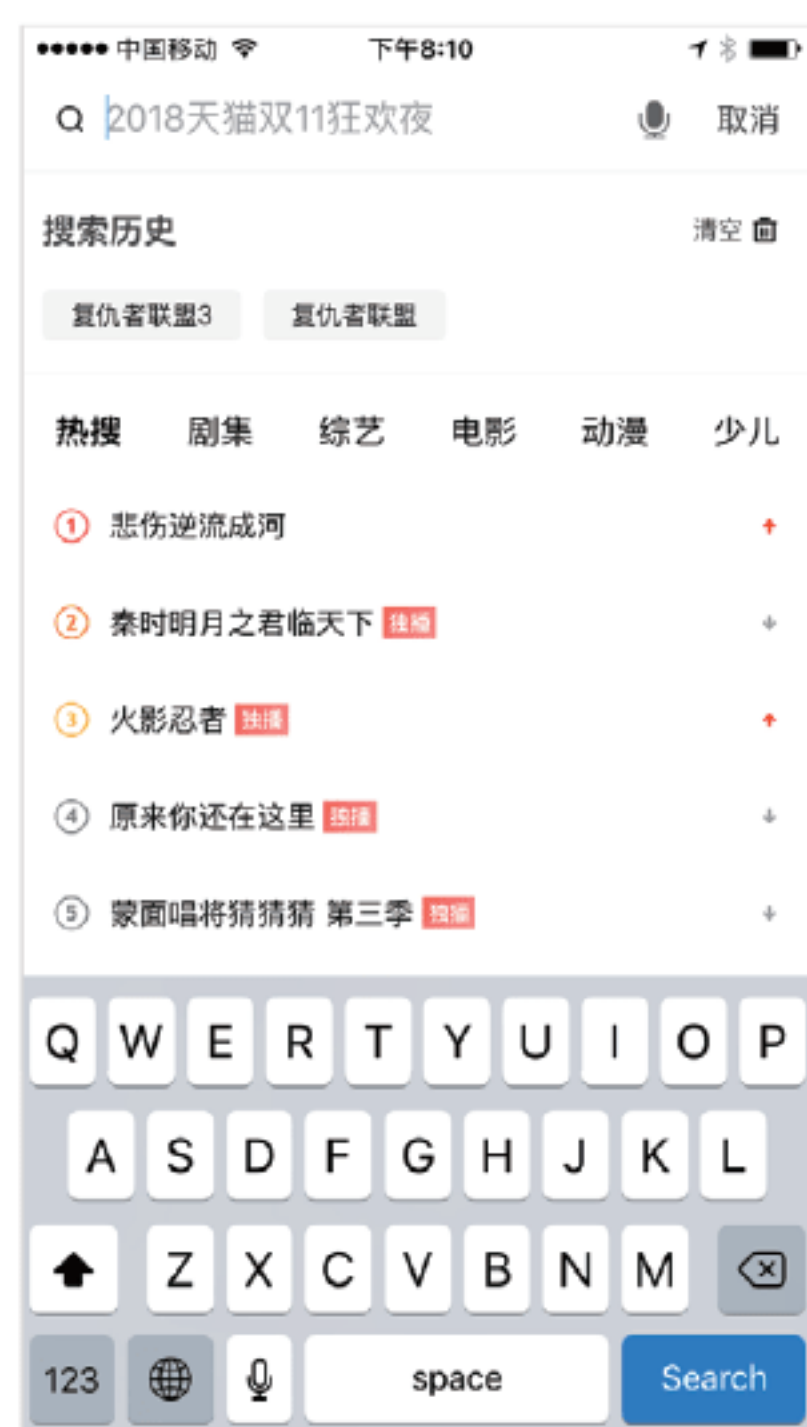 中国移动 下午8:10
2018天猫双11狂欢夜 取消
搜索历史 清空
复仇者联盟3 复仇者联盟
热搜 剧集 综艺 电影 动漫 少儿
1 悲伤逆流成河
2 秦时明月之君临天下 独播
3 火影忍者 独播
4 原来你还在这里 独播
5 蒙面唱将猜猜猜 第三季 独播
Q W E R T Y U I O P
A S D F G H J K L
Z X C V B N M
123 space Search